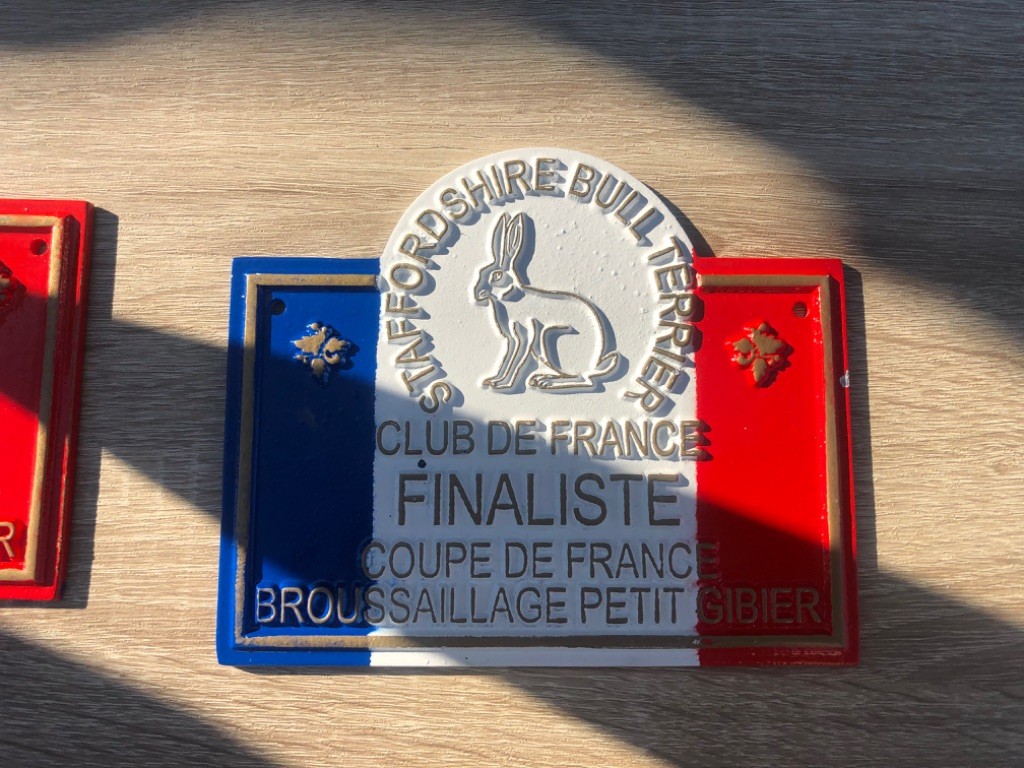 STAFFORDSHIRE BULL TERRIER
CLUB DE FRANCE
FINALISTE
COUPE DE FRANCE
BROUSSAILLAGE PETIT GIBIER
R